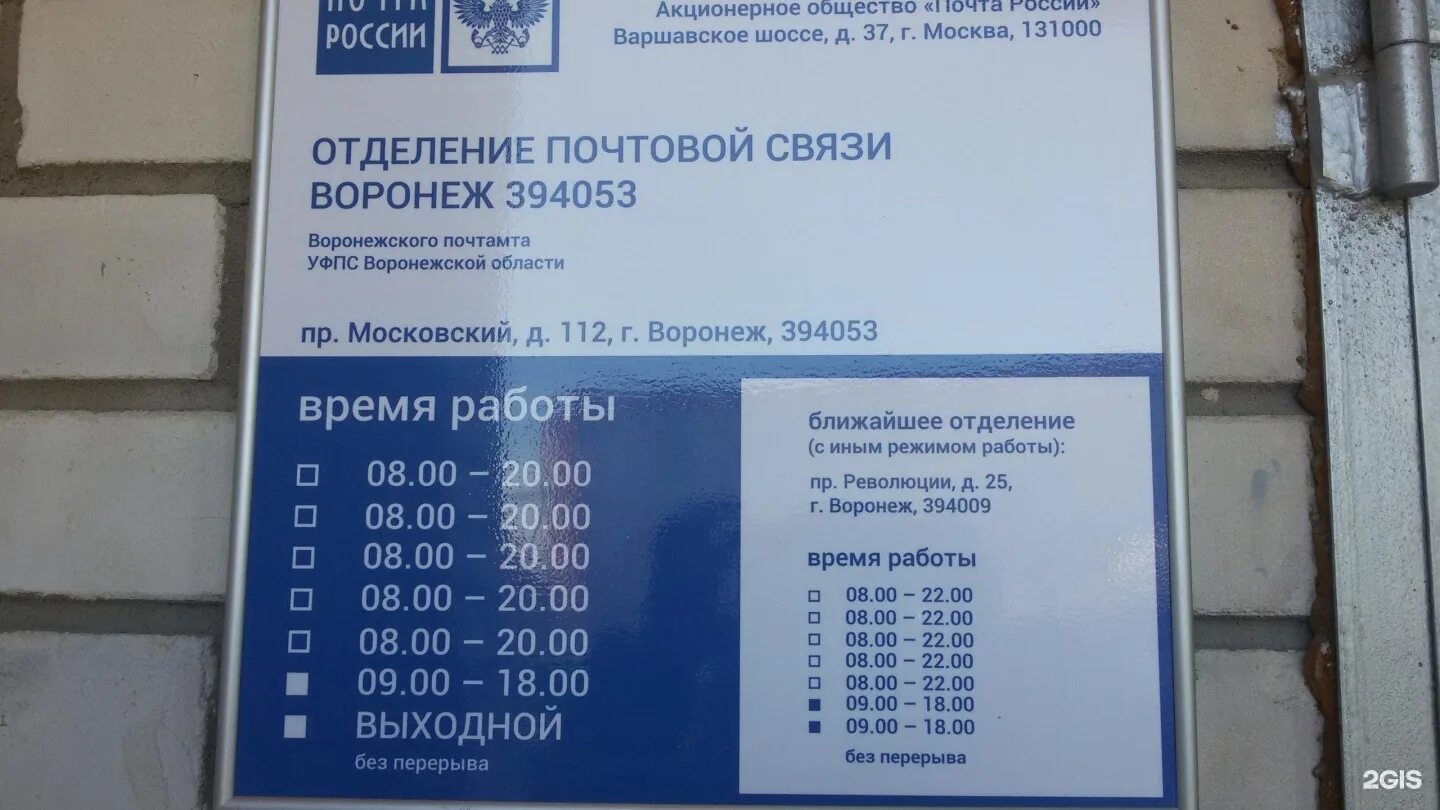 ПОЧТА
РОССИИ
Акционерное общество «Почта России»
Варшавское шоссе, д. 37, г. Москва, 131000
ОТДЕЛЕНИЕ ПОЧТОВОЙ СВЯЗИ
ВОРОНЕЖ 394053
Воронежского почтамта
УФПС Воронежской области
пр. Московский, д. 112, г. Воронеж, 394053
время работы
08.00 – 20.00
08.00 – 20.00
08.00 – 20.00
08.00 – 20.00
08.00 – 20.00
09.00 – 18.00
ВЫХОДНОЙ
без перерыва
ближайшее отделение
(с иным режимом работы):
пр. Революции, д. 25,
г. Воронеж, 394009
время работы
08.00 – 22.00
08.00 – 22.00
08.00 – 22.00
08.00 – 22.00
08.00 – 22.00
09.00 – 18.00
09.00 – 18.00
без перерыва
2GIS